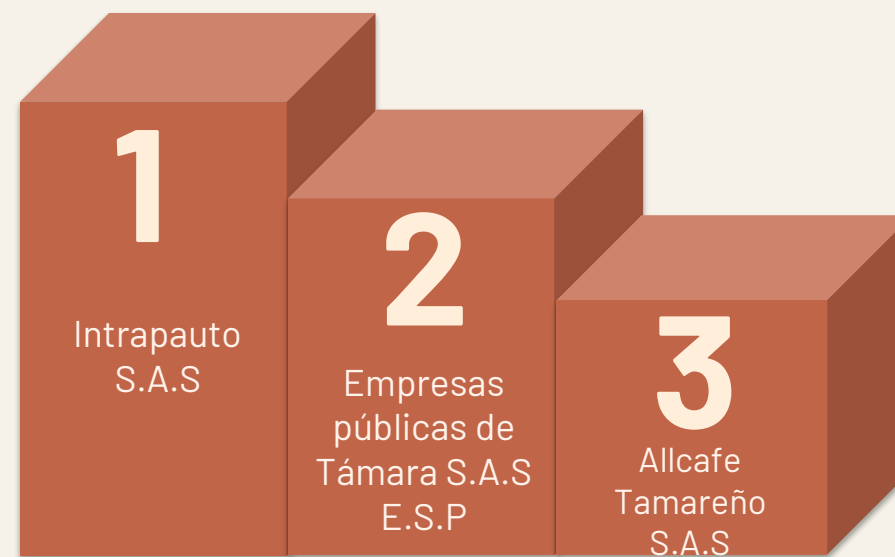 1
Intrapauto
S.A.S
2
Empresas
públicas de
Támara S.A.S
E.S.P
3
Allcafe
Tamareño
S.A.S